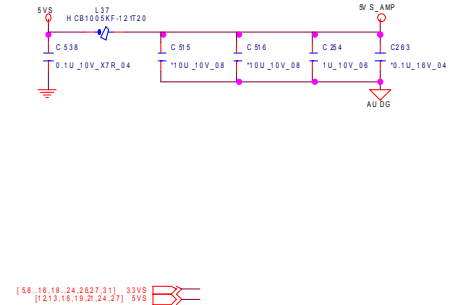 5VS
L37
HCB1005KF-121T20
5VS_AMP
C538
0.1U_10V_X7R_04
C515
*10U_10V_08
C516
*10U_10V_08
C254
1U_10V_06
C263
*0.1U_16V_04
AUDG
[5,8..16,18..24,26,27,31] 3.3VS
[12,13,16,19,21,24,27] 5VS